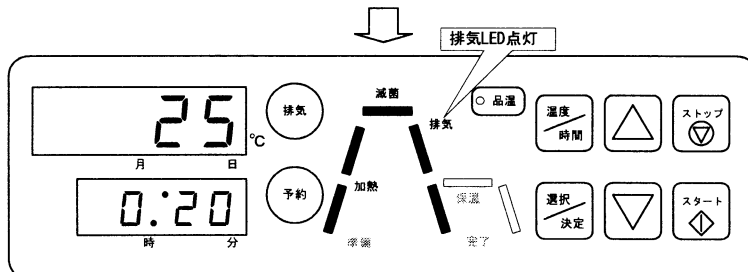 排気LED点灯
25
℃
月 日
0:20
時 分
排気
予約
滅菌
排気
加熱
保温
準備
完了
品温
温度
時間
ストップ
選択
決定
スタート